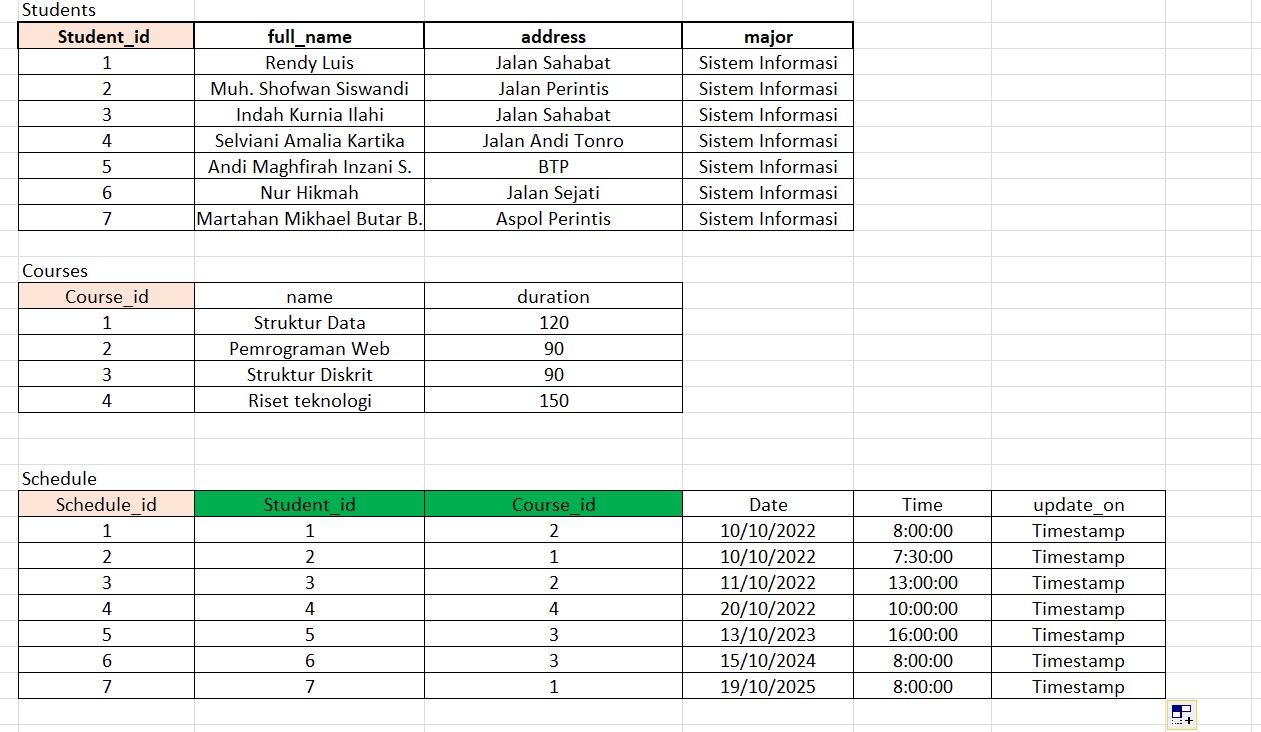 Students
Student_id full_name address major
1 Rendy Luis Jalan Sahabat Sistem Informasi
2 Muh. Shofwan Siswandi Jalan Perintis Sistem Informasi
3 Indah Kurnia Ilahi Jalan Sahabat Sistem Informasi
4 Selviani Amalia Kartika Jalan Andi Tonro Sistem Informasi
5 Andi Maghfirah Inzani S. BTP Sistem Informasi
6 Nur Hikmah Jalan Sejati Sistem Informasi
7 Martahan Mikhael Butar B. Aspol Perintis Sistem Informasi
Courses
Course_id name duration
1 Struktur Data 120
2 Pemrograman Web 90
3 Struktur Diskrit 90
4 Riset teknologi 150
Schedule
Schedule_id Student_id Course_id Date Time update_on
1 1 2 10/10/2022 8:00:00 Timestamp
2 2 1 10/10/2022 7:30:00 Timestamp
3 3 2 11/10/2022 13:00:00 Timestamp
4 4 4 20/10/2022 10:00:00 Timestamp
5 5 3 13/10/2023 16:00:00 Timestamp
6 6 3 15/10/2024 8:00:00 Timestamp
7 7 1 19/10/2025 8:00:00 Timestamp